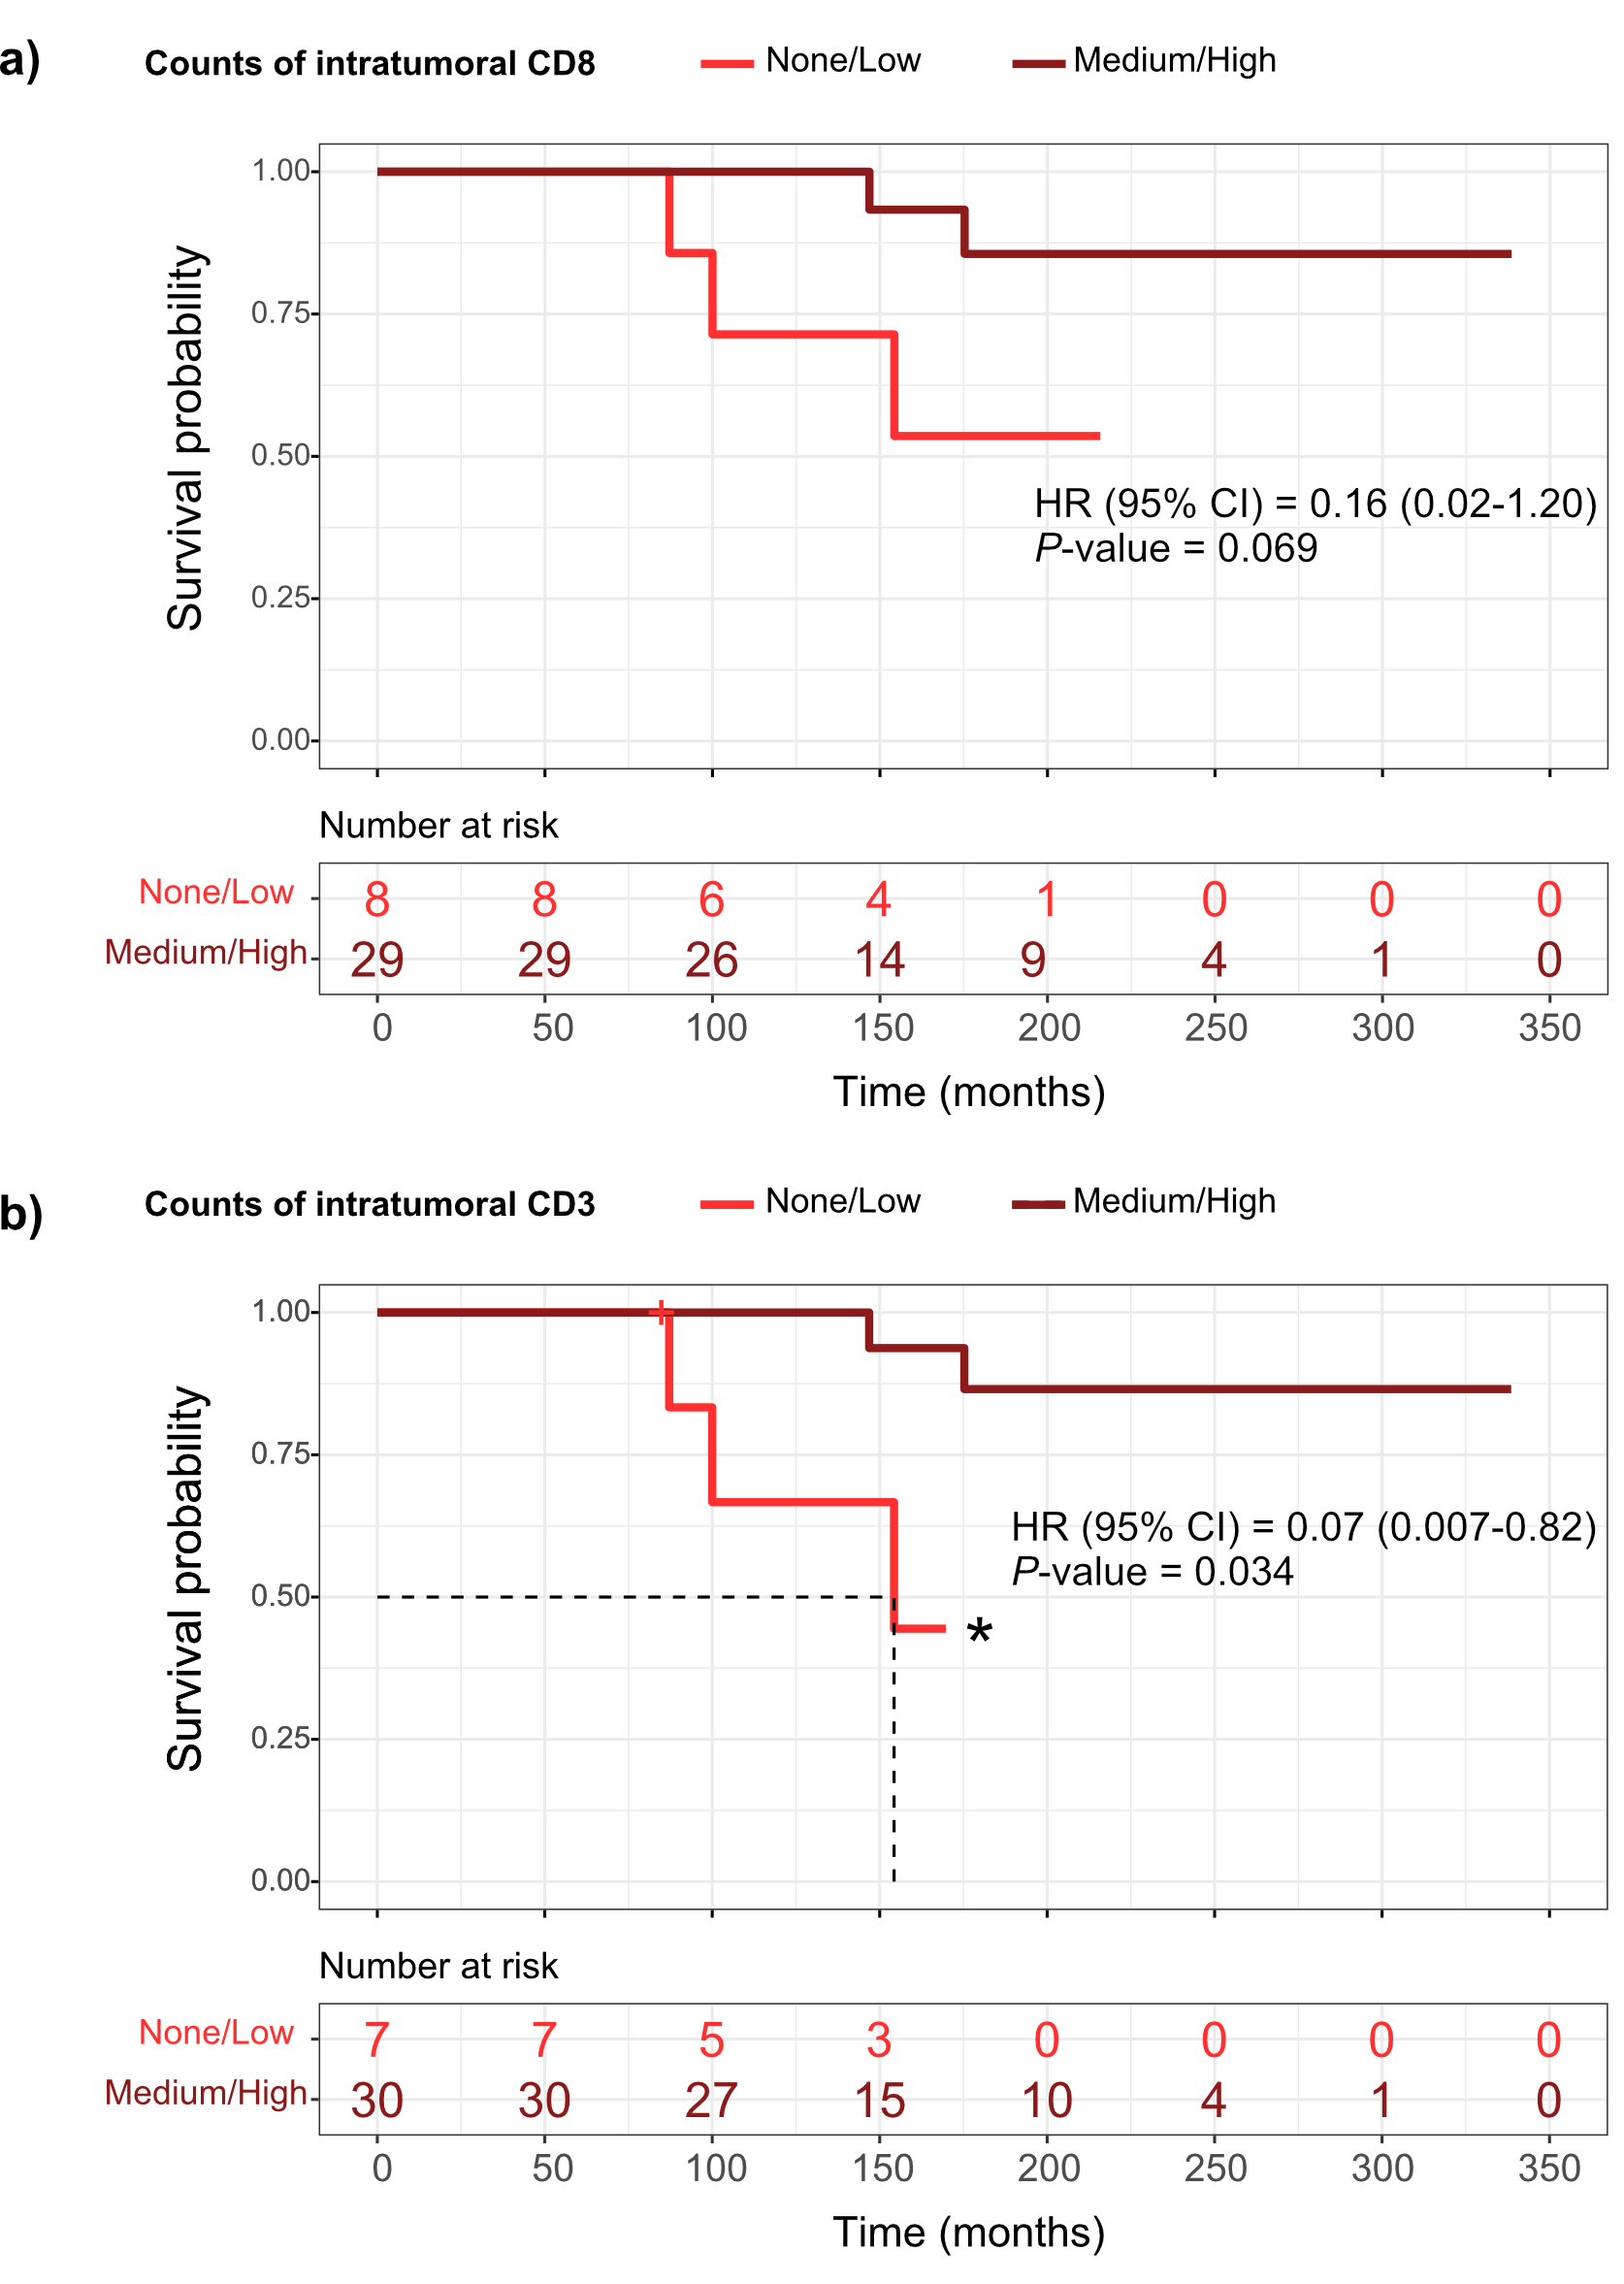 a) Counts of intratumoral CD8 None/Low Medium/High
1.00
0.75
0.50
0.25
0.00
Survival probability
HR (95% CI) = 0.16 (0.02-1.20)
P-value = 0.069
Number at risk
None/Low 8 8 6 4 1 0 0 0
Medium/High 29 29 26 14 9 4 1 0
0 50 100 150 200 250 300 350
Time (months)
b) Counts of intratumoral CD3 None/Low Medium/High
1.00
0.75
0.50
0.25
0.00
Survival probability
HR (95% CI) = 0.07 (0.007-0.82)
P-value = 0.034
*
Number at risk
None/Low 7 7 5 3 0 0 0 0
Medium/High 30 30 27 15 10 4 1 0
0 50 100 150 200 250 300 350
Time (months)